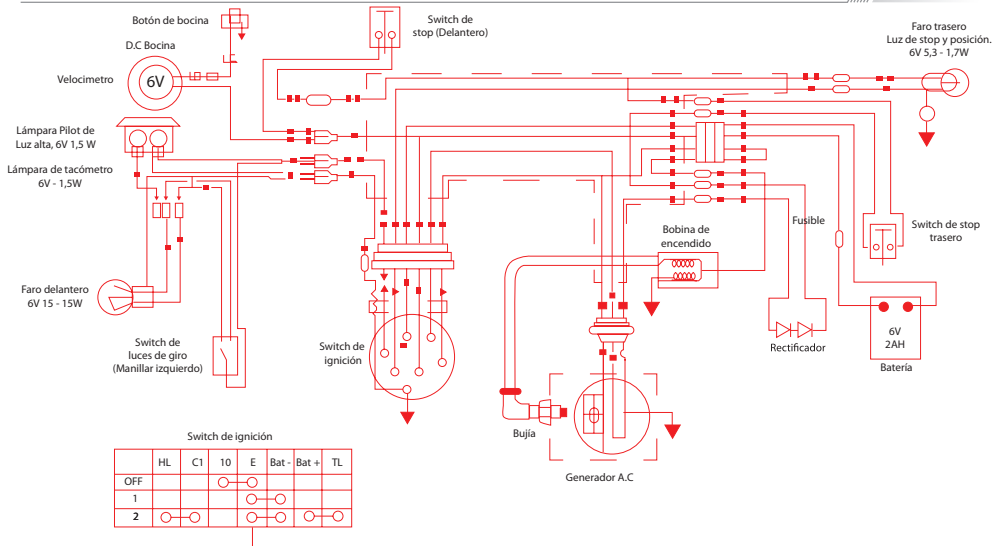 Botón de bocina
D.C Bocina
6V
Velocimetro
Lámpara Pilot de
Luz alta, 6V 1,5 W
Lámpara de tacómetro
6V - 1,5W
Faro delantero
6V 15 - 15W
Switch de
luces de giro
(Manillar izquierdo)
Switch de
stop (Delantero)
Faro trasero
Luz de stop y posición.
6V 5,3 - 1,7W
Switch de
ignición
Bobina de
encendido
Fusible
Switch de stop
trasero
Rectificador
6V
2AH
Batería
Bujía
Generador A.C
Switch de ignición
HL C1 10 E Bat - Bat + TL
OFF
1
2